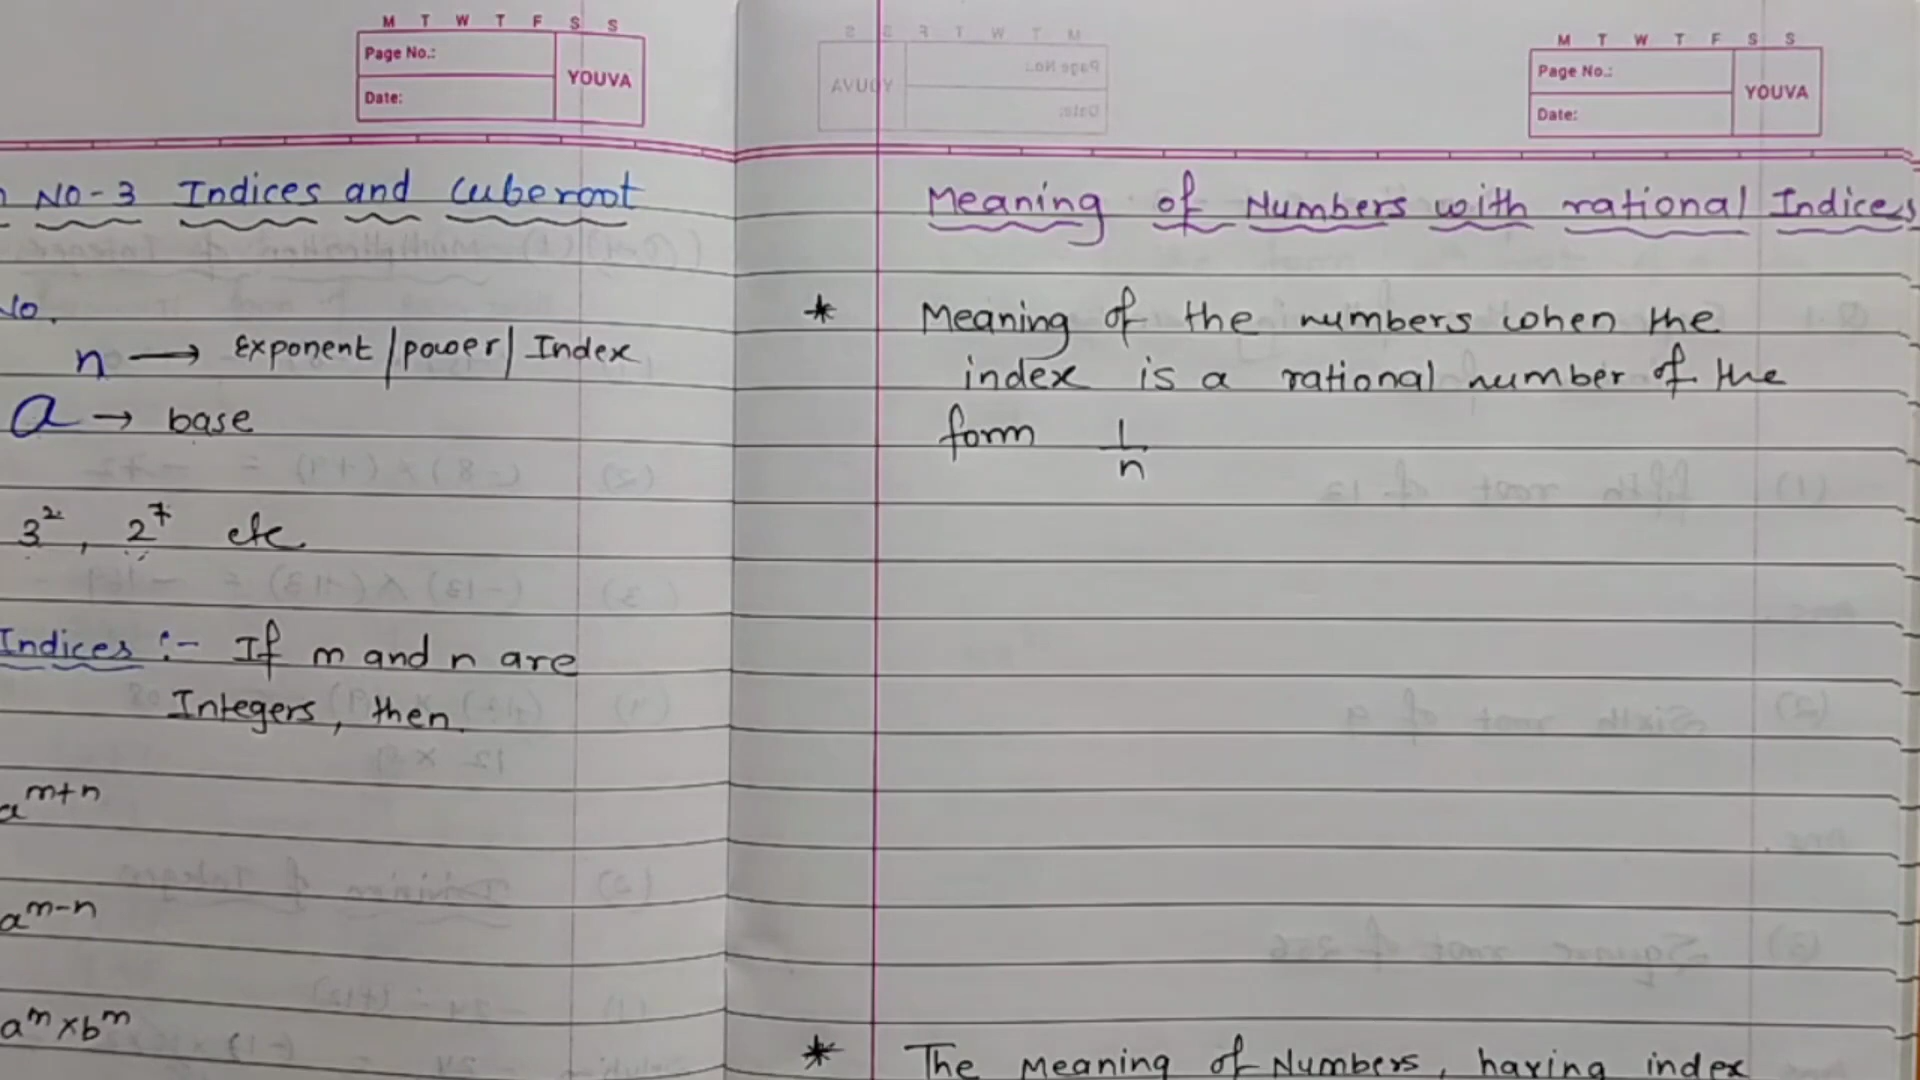 M T W T F S S
Page No.:
Date:
YOUVA
NO-3 Indices and Cuberoot
No.
n → Exponent/power/Index
a → base
3², 2⁷ etc
Indices :- If m and n are
Integers, then
a^m+n
a^m-n
a^m × b^m
M T W T F S S
Page No.:
Date:
YOUVA
Meaning of Numbers with rational Indices
* Meaning of the numbers when the
index is a rational number of the
form 1/n
* The Meaning of Numbers, having index